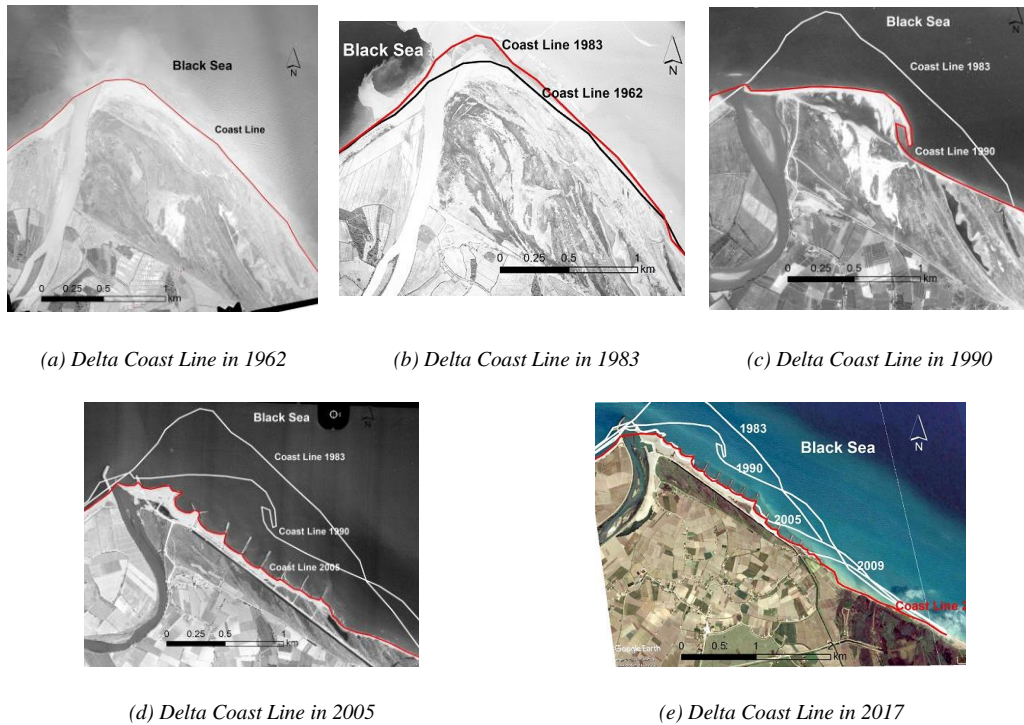 Black Sea
N
Coast Line
0 0.25 0.5 1
km
(a) Delta Coast Line in 1962
Black Sea
Coast Line 1983
N
Coast Line 1962
0 0.25 0.5 1
km
(b) Delta Coast Line in 1983
Black Sea
N
Coast Line 1983
Coast Line 1990
0 0.25 0.5 1
km
(c) Delta Coast Line in 1990
Black Sea
Coast Line 1983
Coast Line 1990
Coast Line 2005
0 0.25 0.5 1
km
(d) Delta Coast Line in 2005
1983
Black Sea
N
1990
2005
2009
Coast Line
Google Earth
0 0.25 0.5 1 2
km
(e) Delta Coast Line in 2017